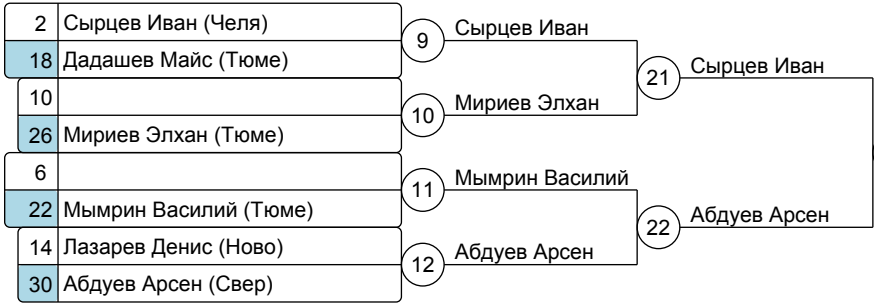 2 Сырцев Иван (Челя)
18 Дадашев Майс (Тюме)
9 Сырцев Иван
10
26 Мириев Элхан (Тюме)
10 Мириев Элхан
21 Сырцев Иван
6
22 Мымрин Василий (Тюме)
11 Мымрин Василий
14 Лазарев Денис (Ново)
30 Абдуев Арсен (Свер)
12 Абдуев Арсен
22 Абдуев Арсен